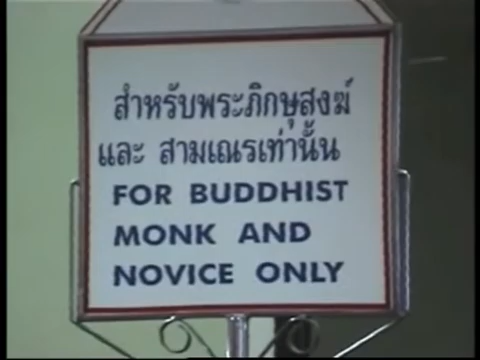 สำหรับพระภิกษุสงฆ์
และ สามเณรเท่านั้น
FOR BUDDHIST
MONK AND
NOVICE ONLY